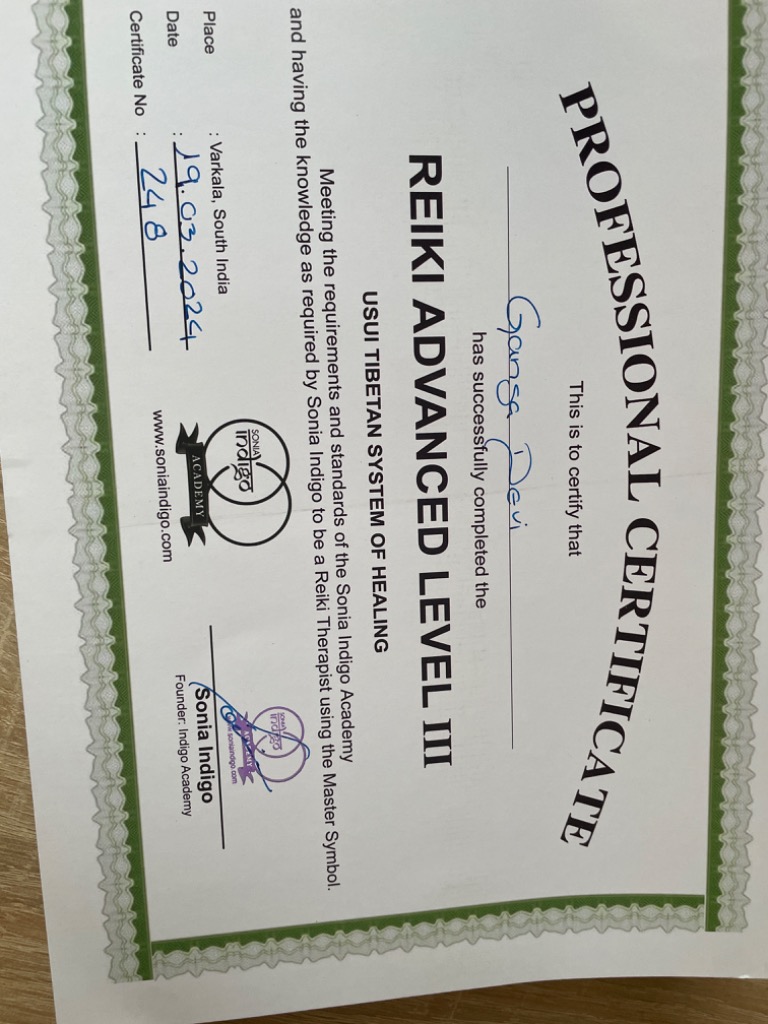 PROFESSIONAL CERTIFICATE
This is to certify that
Ganga Devi
has successfully completed the
REIKI ADVANCED LEVEL III
USUI TIBETAN SYSTEM OF HEALING
Meeting the requirements and standards of the Sonia Indigo Academy
and having the knowledge as required by Sonia Indigo to be a Reiki Therapist using the Master Symbol.
Place : Varkala, South India
Date : 19.03.2024
Certificate No : 248
SONIA
indigo
ACADEMY
www.soniaindigo.com
SONIA
indigo
Sonia Indigo
Founder: Indigo Academy